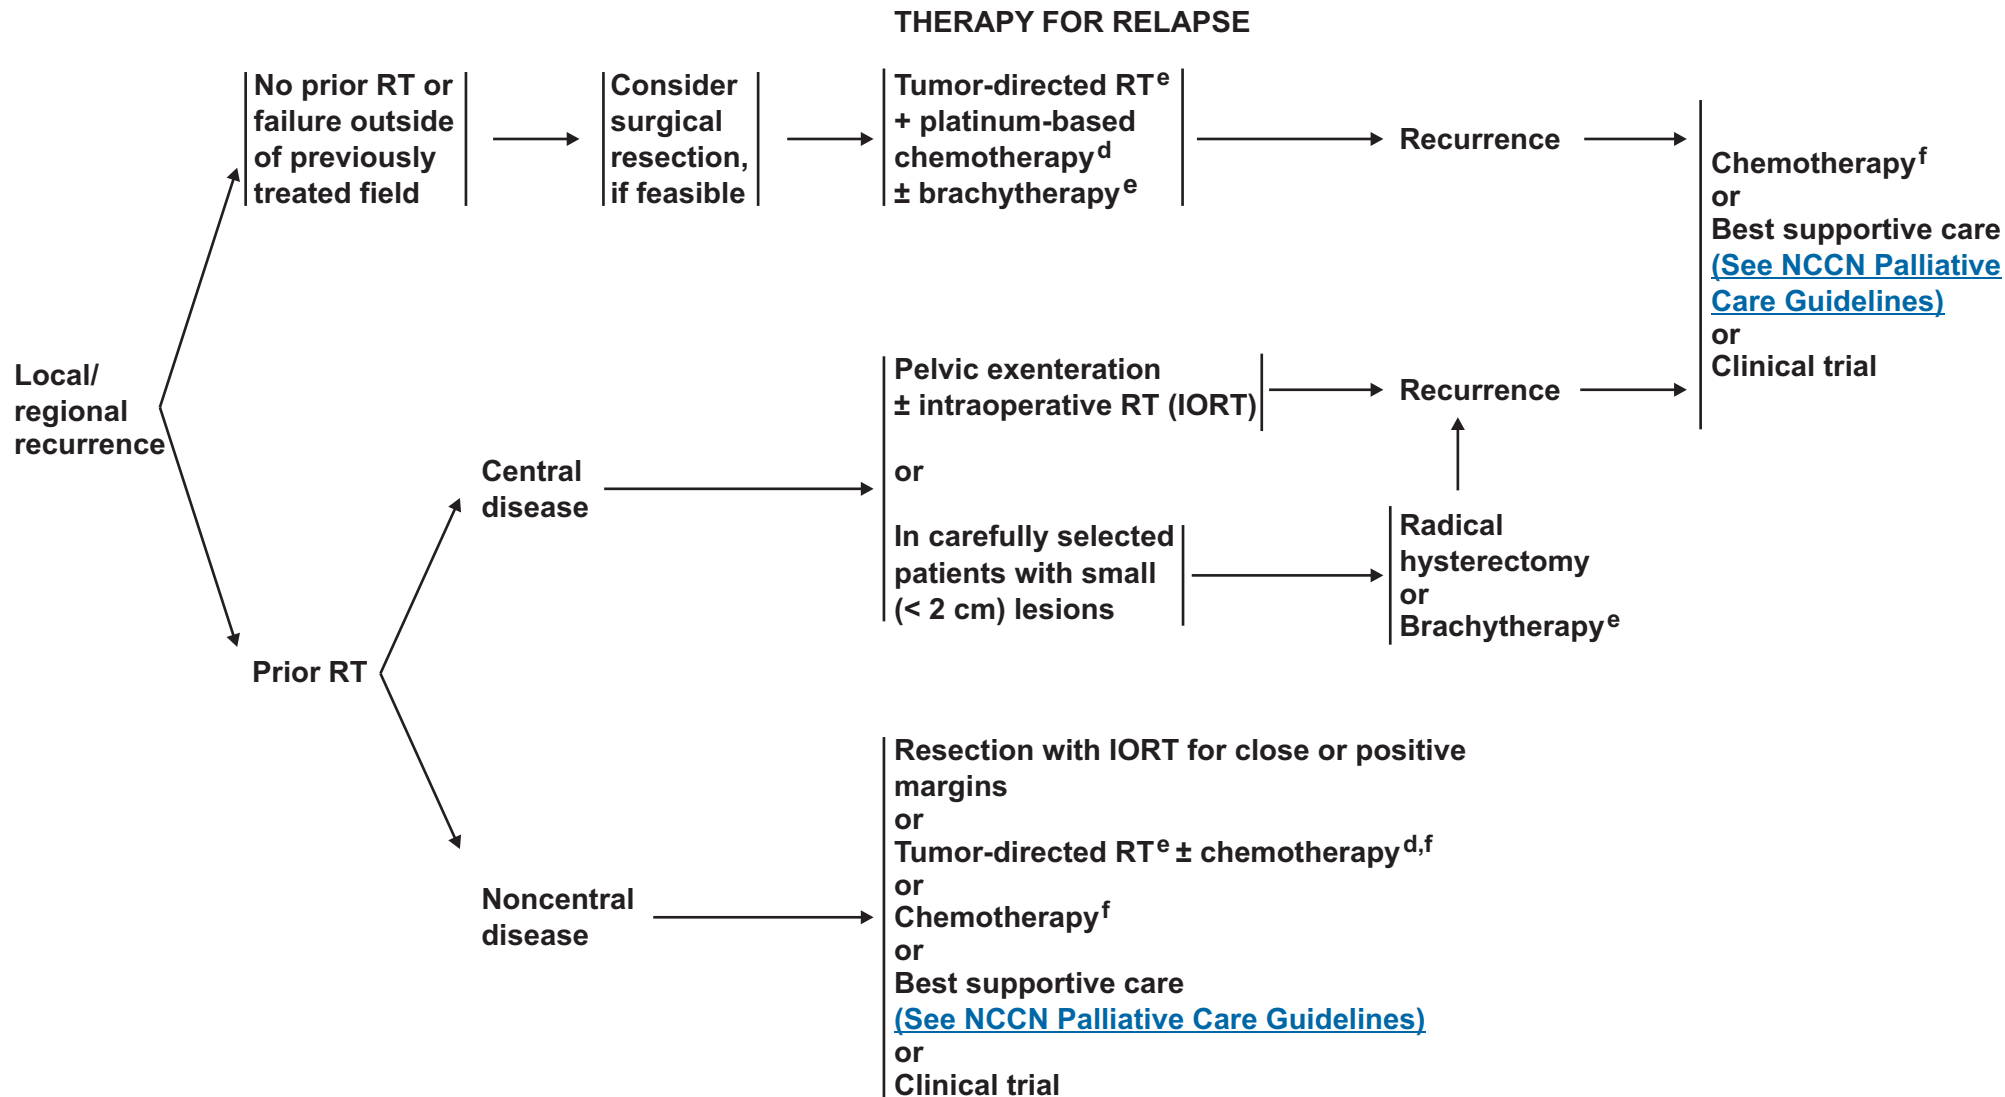 THERAPY FOR RELAPSE
No prior RT or
failure outside
of previously
treated field
Consider
surgical
resection,
if feasible
Tumor-directed RTᵉ
+ platinum-based
chemotherapyᵈ
± brachytherapyᵉ
Recurrence
Chemotherapyᶠ
or
Best supportive care
(See NCCN Palliative
Care Guidelines)
or
Clinical trial
Local/
regional
recurrence
Pelvic exenteration
± intraoperative RT (IORT)
Recurrence
Central
disease
or
In carefully selected
patients with small
(< 2 cm) lesions
Radical
hysterectomy
or
Brachytherapyᵉ
Prior RT
Noncentral
disease
Resection with IORT for close or positive
margins
or
Tumor-directed RTᵉ ± chemotherapyᵈ,ᶠ
or
Chemotherapyᶠ
or
Best supportive care
(See NCCN Palliative Care Guidelines)
or
Clinical trial